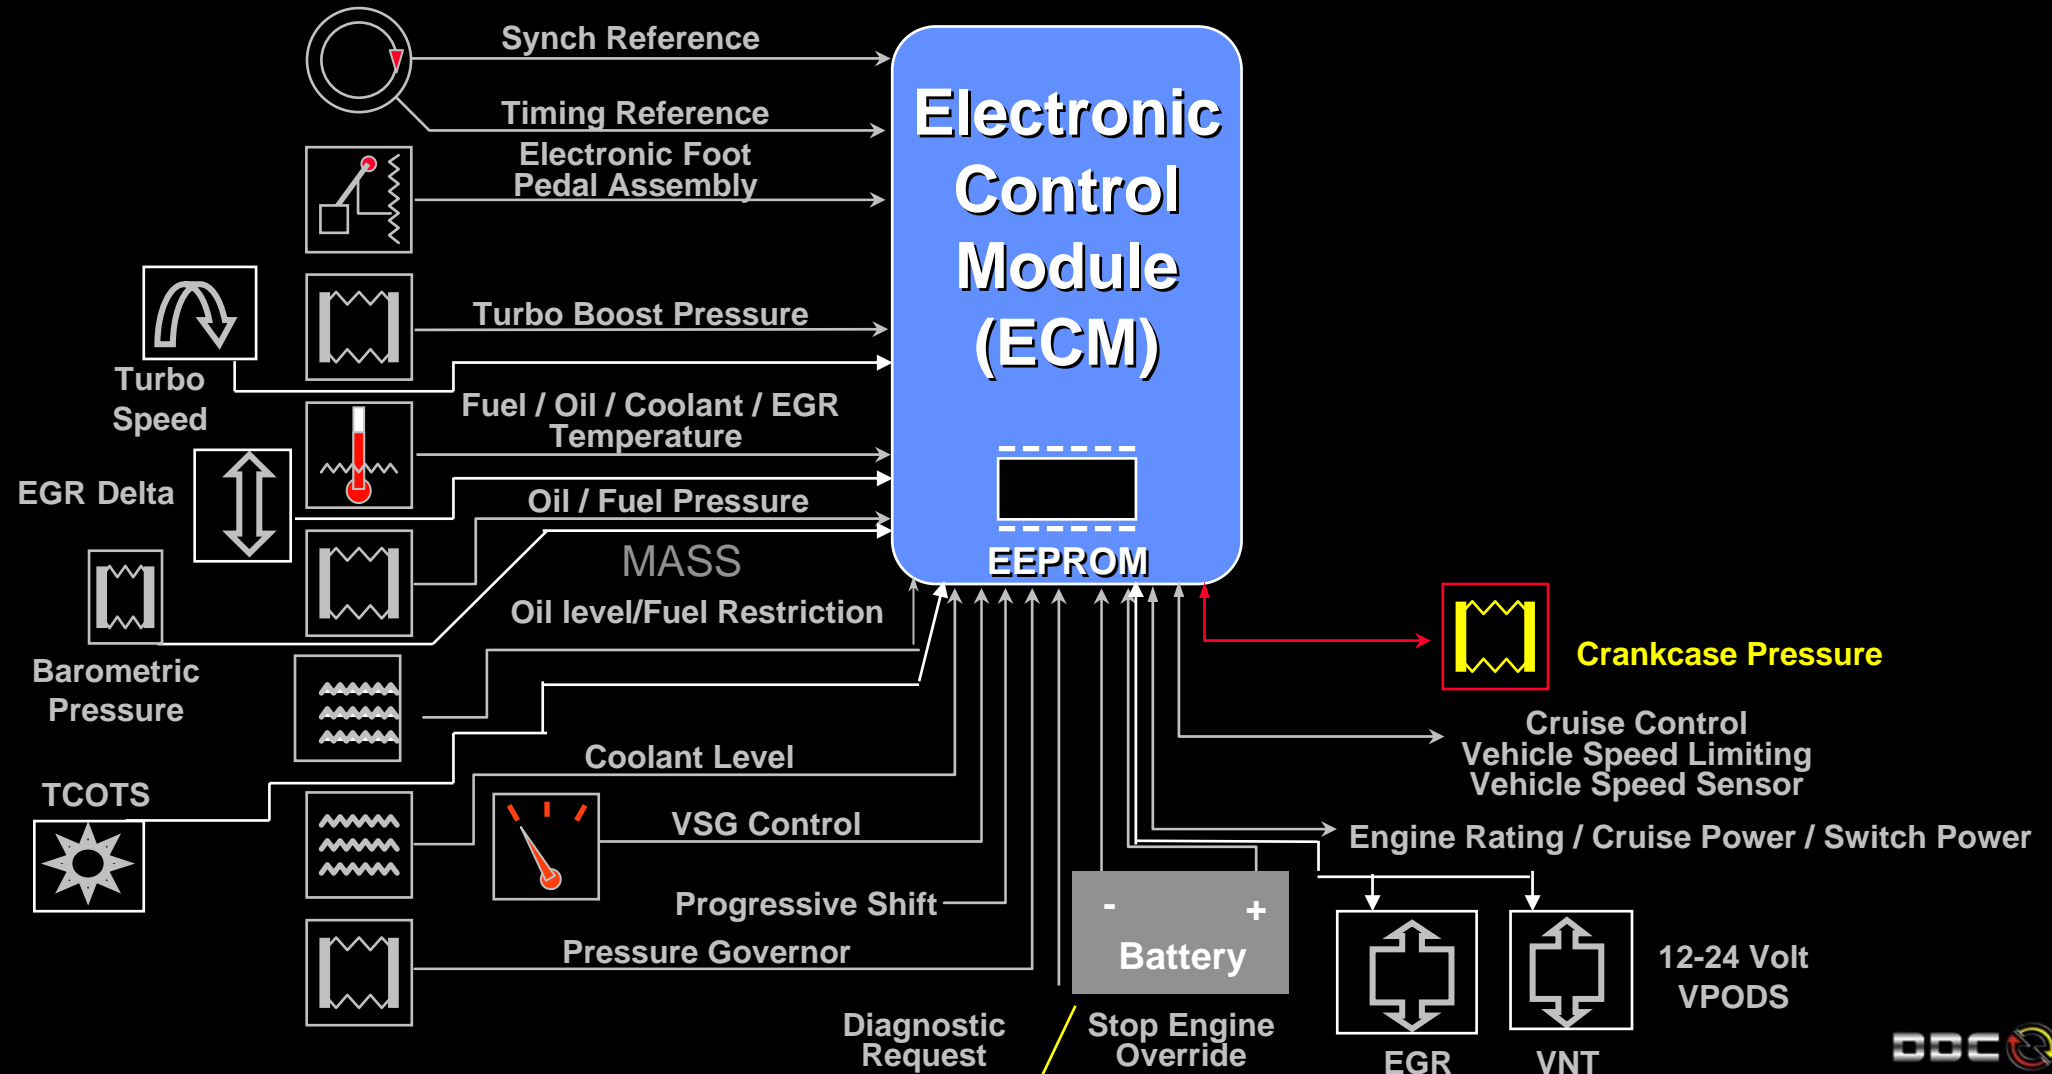 Synch Reference
Timing Reference
Electronic Foot
Pedal Assembly
Turbo Boost Pressure
Turbo
Speed
Fuel / Oil / Coolant / EGR
Temperature
EGR Delta
Oil / Fuel Pressure
MASS
Oil level/Fuel Restriction
Barometric
Pressure
TCOTS
Coolant Level
VSG Control
Progressive Shift
Pressure Governor
Diagnostic
Request
Electronic
Control
Module
(ECM)
EEPROM
- +
Battery
Stop Engine
Override
Crankcase Pressure
Cruise Control
Vehicle Speed Limiting
Vehicle Speed Sensor
Engine Rating / Cruise Power / Switch Power
12-24 Volt
VPODS
EGR
VNT
DDC